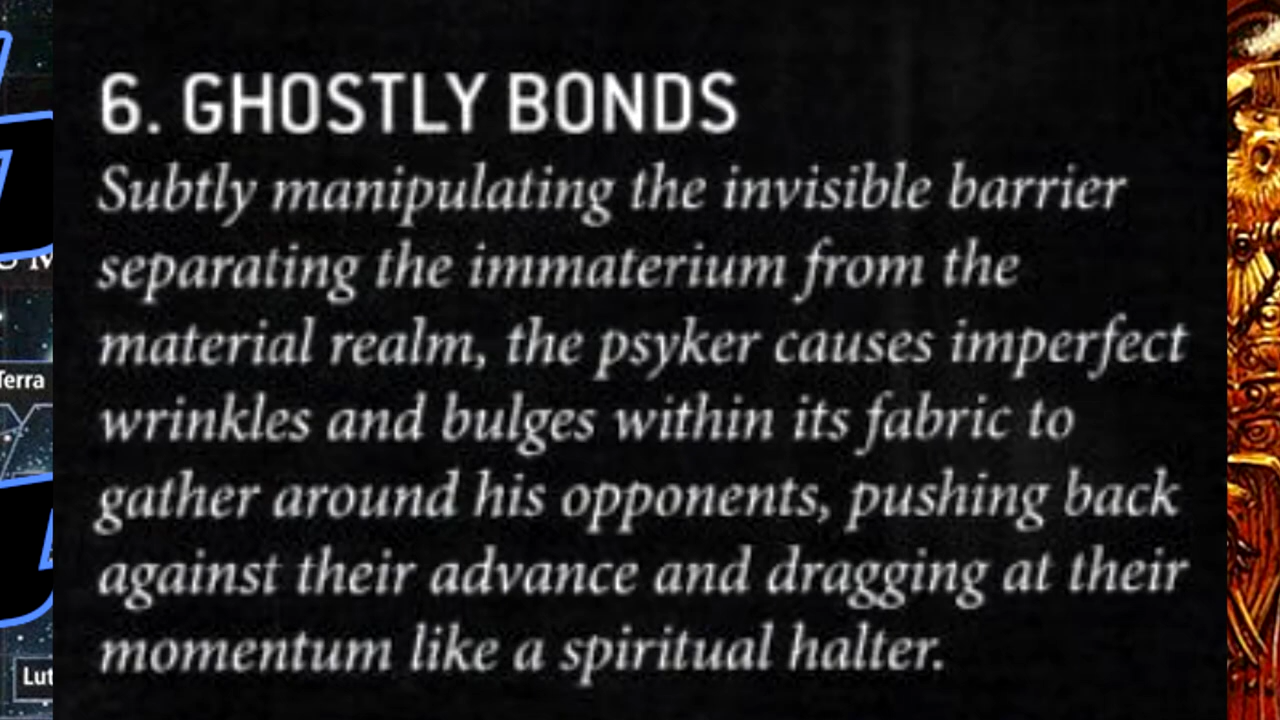 6. GHOSTLY BONDS
Subtly manipulating the invisible barrier
separating the immaterium from the
material realm, the psyker causes imperfect
wrinkles and bulges within its fabric to
gather around his opponents, pushing back
against their advance and dragging at their
momentum like a spiritual halter.
Terra